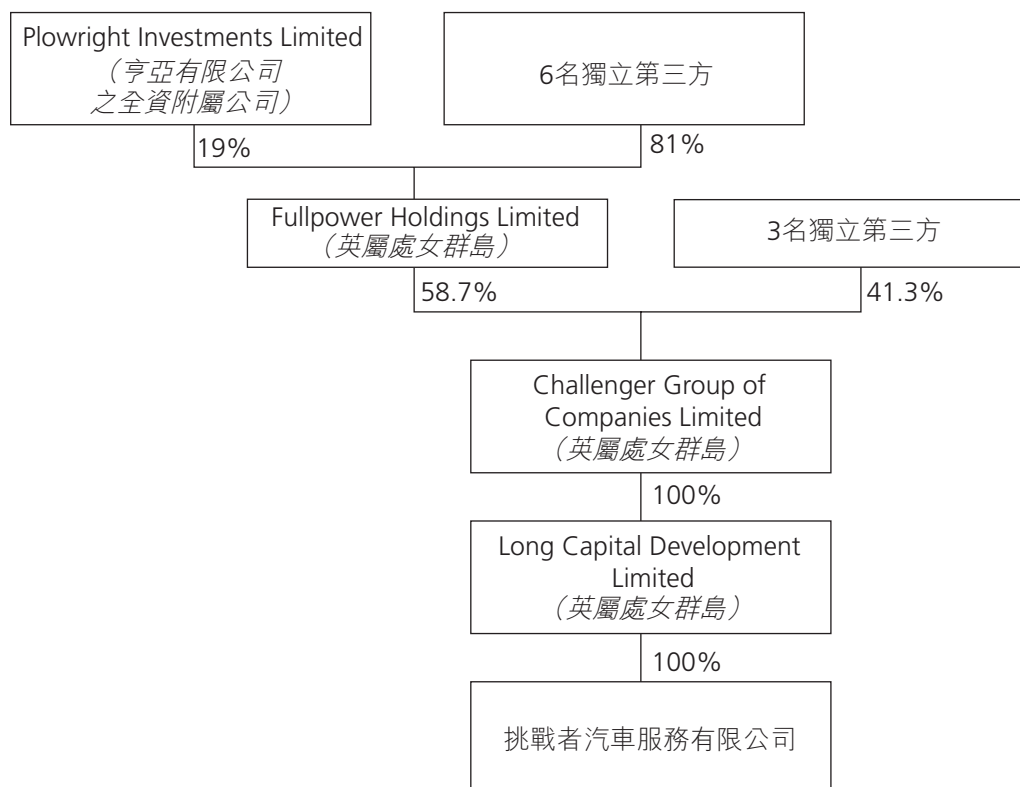 Plowright Investments Limited
（亨亞有限公司
之全資附屬公司）
6名獨立第三方
19%
81%
Fullpower Holdings Limited
（英屬處女群島）
3名獨立第三方
58.7%
41.3%
Challenger Group of
Companies Limited
（英屬處女群島）
100%
Long Capital Development
Limited
（英屬處女群島）
100%
挑戰者汽車服務有限公司